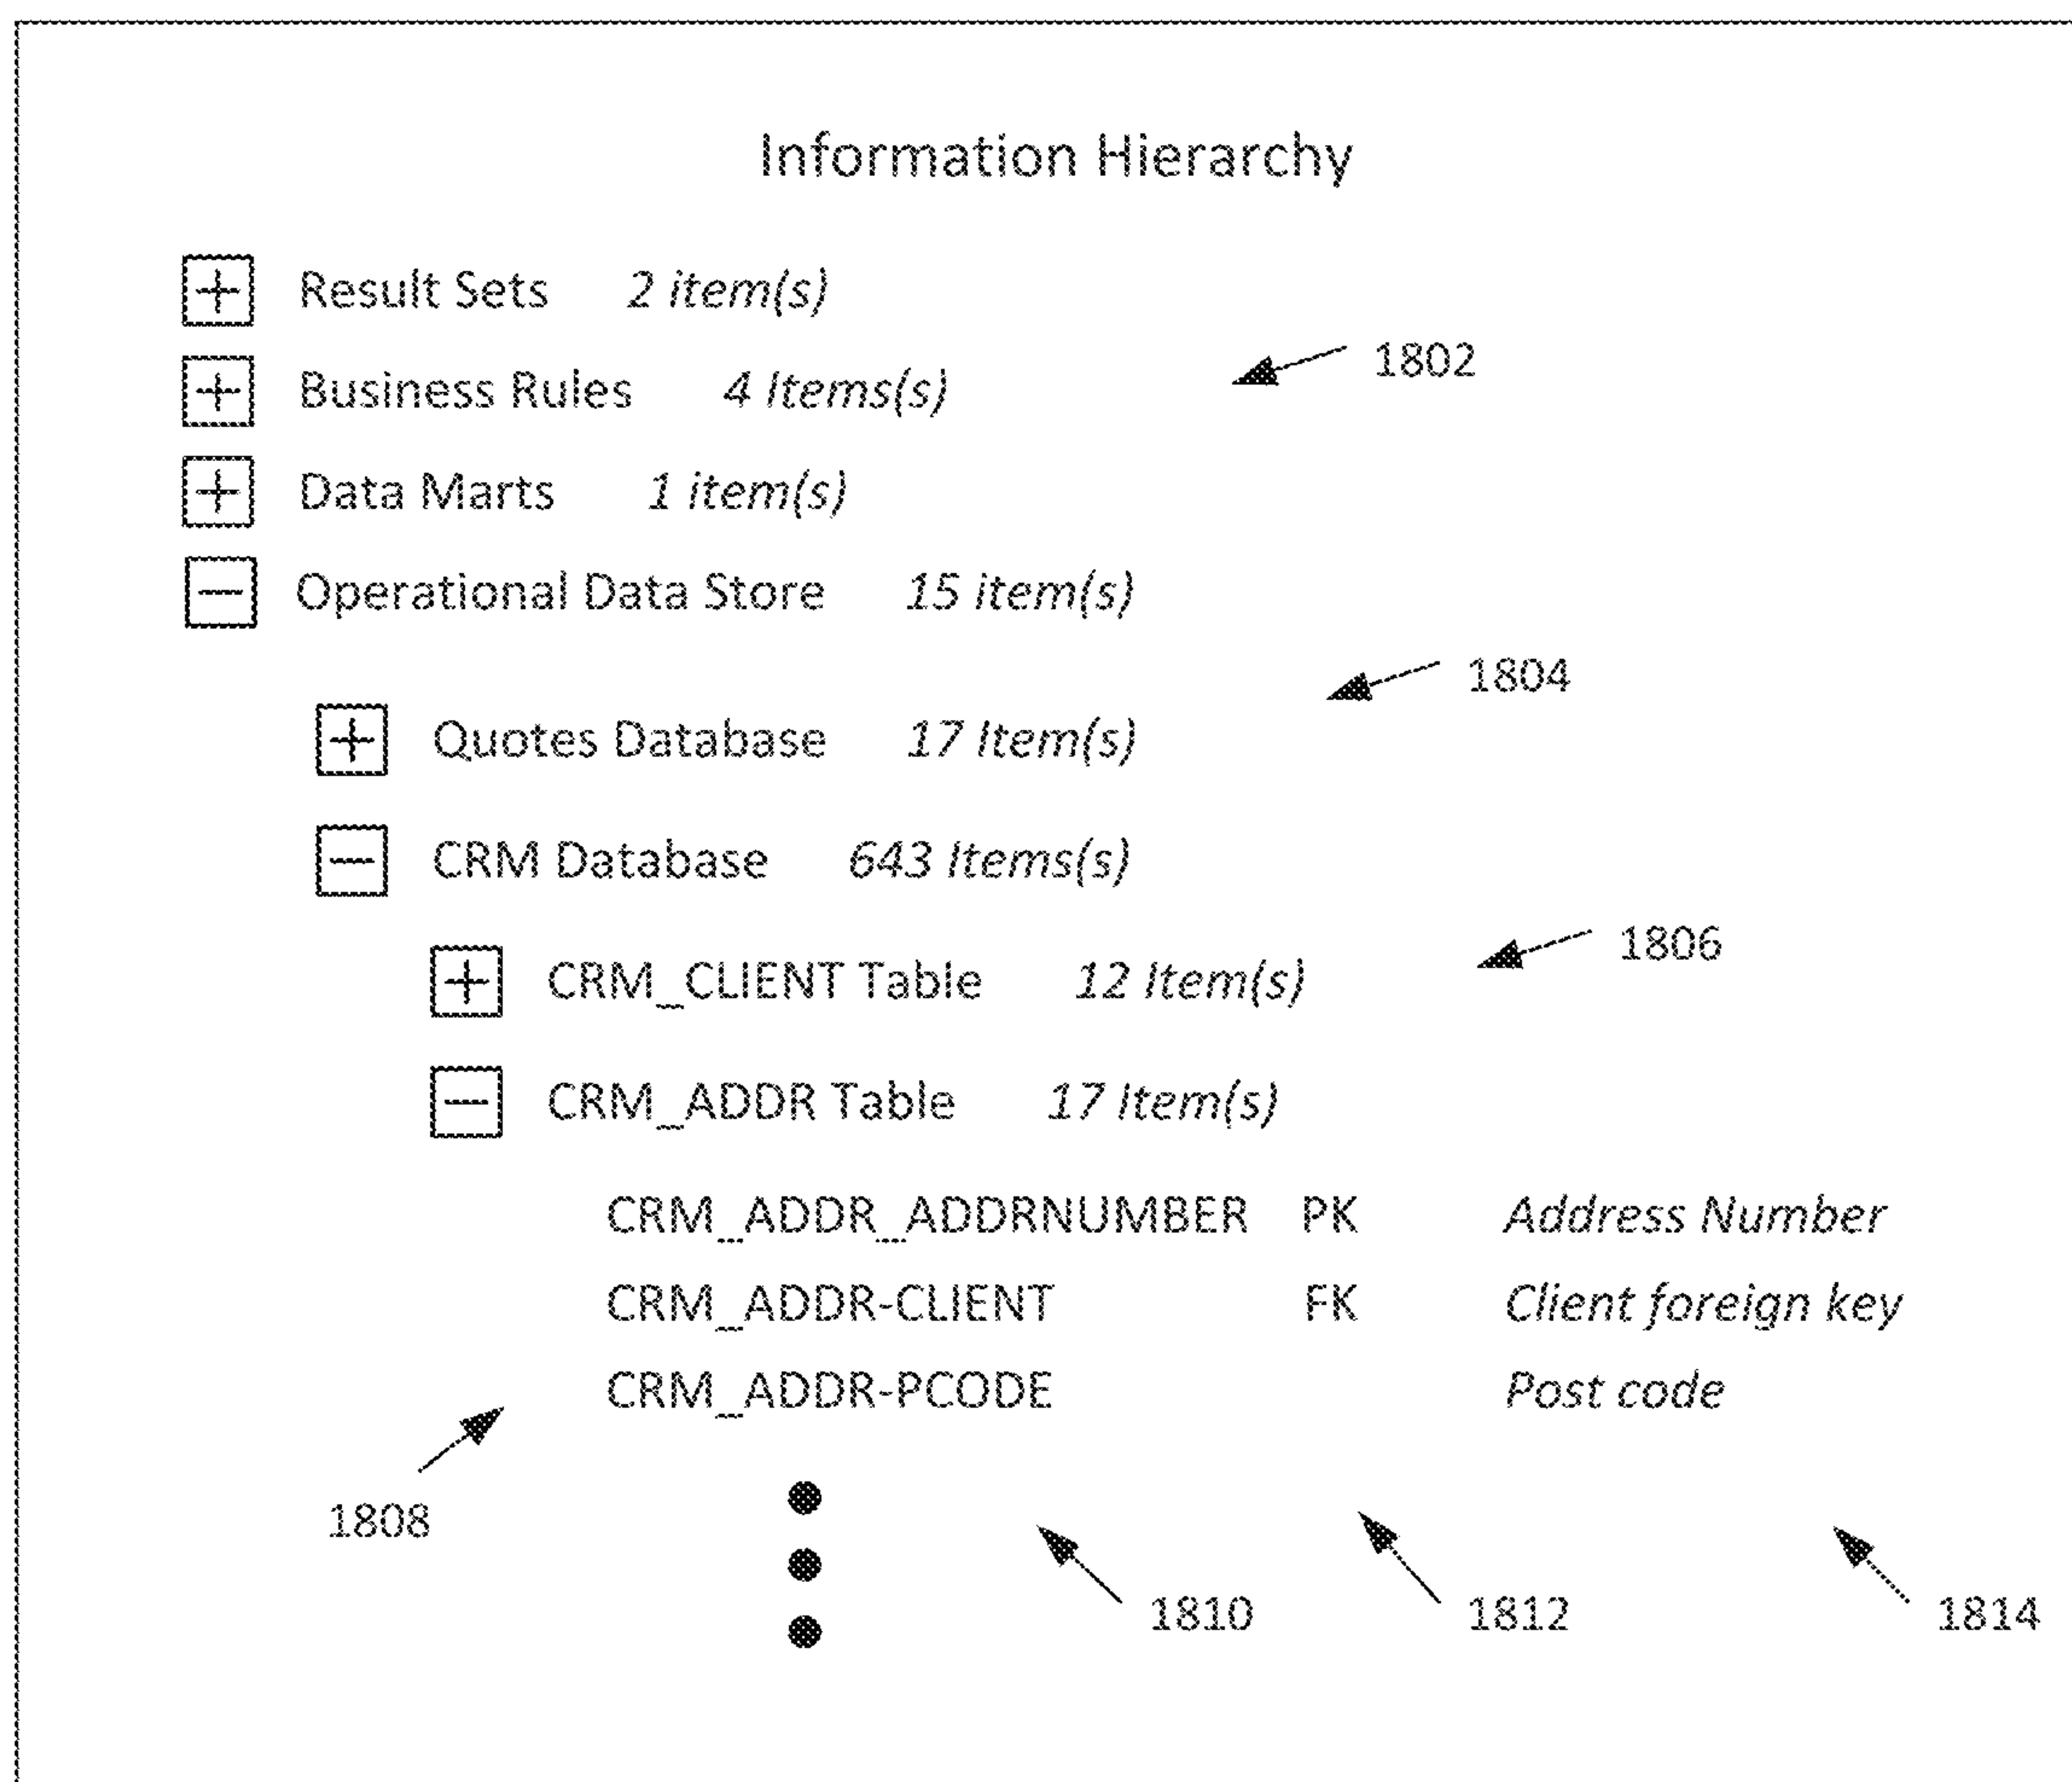 Information Hierarchy
+ Result Sets 2 item(s)
1802
+ Business Rules 4 Items(s)
+ Data Marts 1 item(s)
— Operational Data Store 15 item(s)
1804
+ Quotes Database 17 Item(s)
— CRM Database 643 Items(s)
1806
+ CRM_CLIENT Table 12 Item(s)
— CRM_ADDR Table 17 Item(s)
CRM_ADDR_ADDRNUMBER PK Address Number
CRM_ADDR-CLIENT FK Client foreign key
CRM_ADDR-PCODE Post code
1808
1810 1812 1814